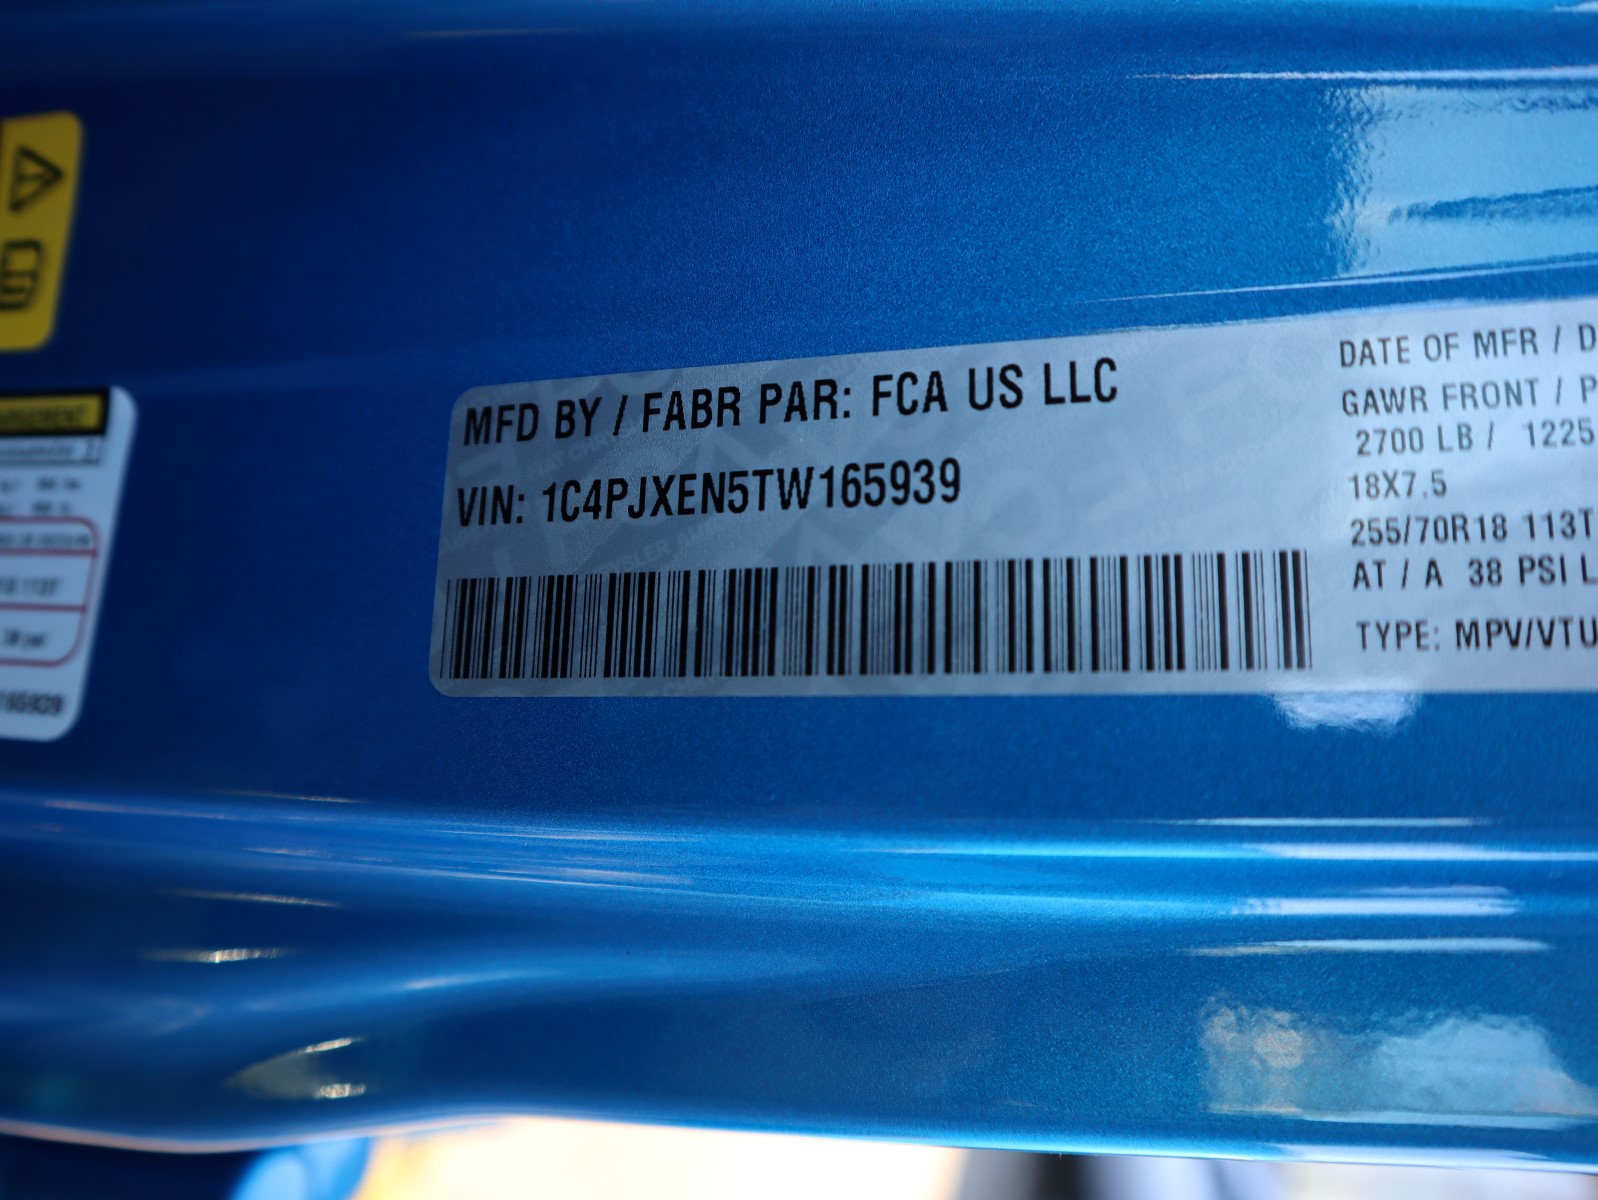 MFD BY / FABR PAR: FCA US LLC
VIN: 1C4PJXEN5TW165939
DATE OF MFR / D
GAWR FRONT / P
2700 LB / 1225
18X7.5
255/70R18 113T
AT / A 38 PSI L
TYPE: MPV/VTU
165939